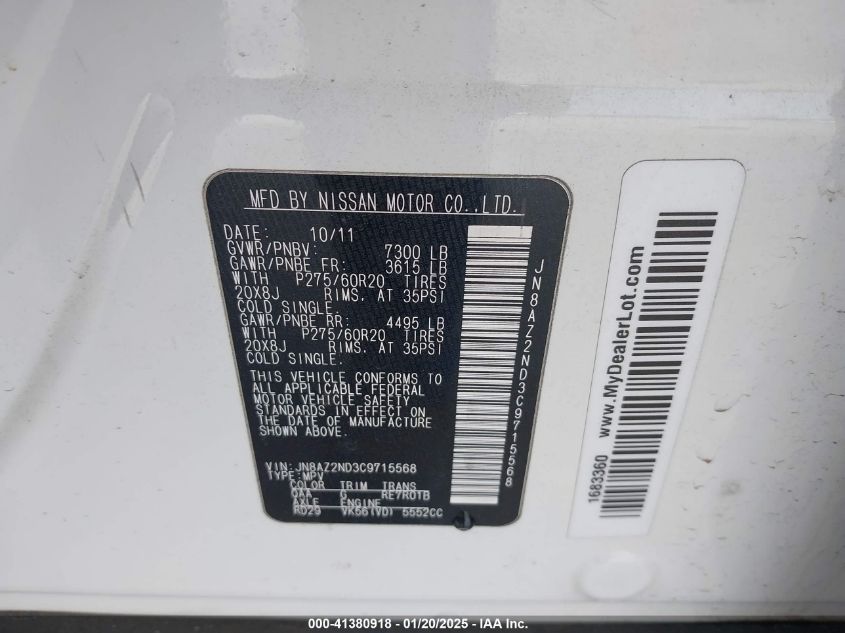 MFD BY NISSAN MOTOR CO.,LTD.
DATE: 10/11
GVWR/PNBV: 7300 LB
GAWR/PNBE FR: 3615 LB
WITH P275/60R20 TIRES
20X8J RIMS. AT 35PSI
COLD SINGLE.
GAWR/PNBE RR: 4495 LB
WITH P275/60R20 TIRES
20X8J RIMS. AT 35PSI
COLD SINGLE.
THIS VEHICLE CONFORMS TO
ALL APPLICABLE FEDERAL
MOTOR VEHICLE SAFETY
STANDARDS IN EFFECT ON
THE DATE OF MANUFACTURE
SHOWN ABOVE.
VIN: JN8AZ2ND3C9715568
TYPE: MPV
COLOR TRIM TRANS
QAA G RE7R01B
AXLE ENGINE
RD29 VK56(VD) 5552CC
JN8AZ2ND3C9715568
1683360 www.MyDealerLot.com
000-41380918 - 01/20/2025 - IAA Inc.